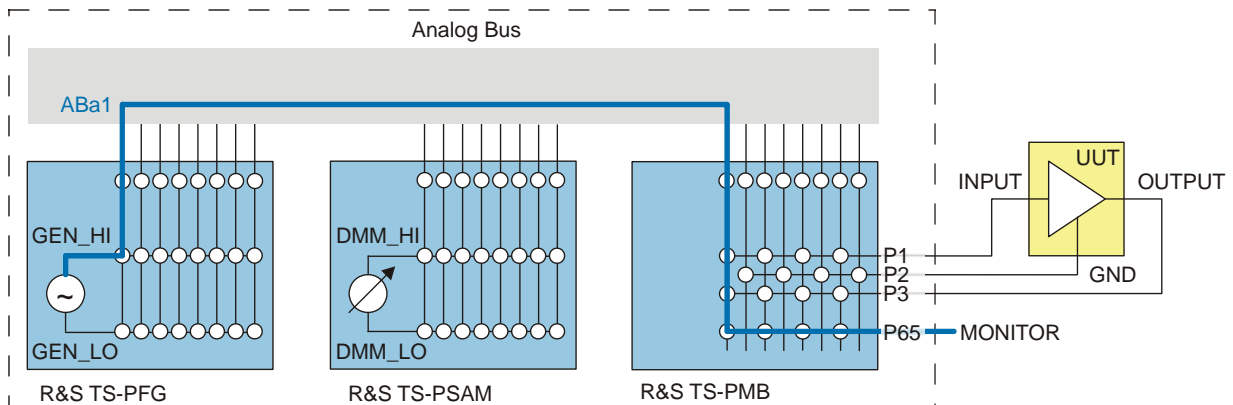 Analog Bus
ABa1
UUT
INPUT
OUTPUT
GEN_HI
DMM_HI
P1
P2
GND
P3
~
GEN_LO
DMM_LO
P65
MONITOR
R&S TS-PFG
R&S TS-PSAM
R&S TS-PMB